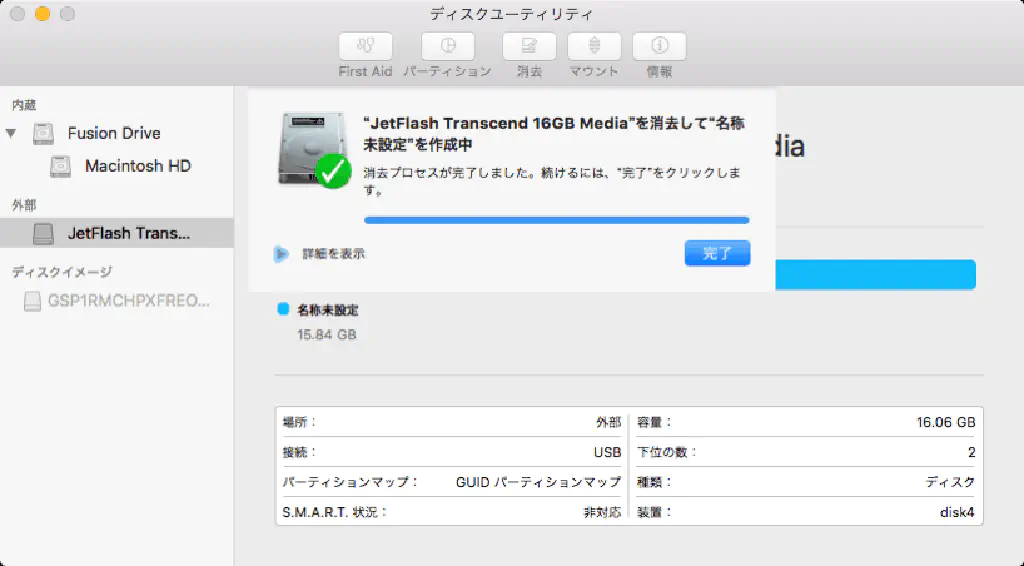 ディスクユーティリティ
First Aid パーティション 消去 マウント 情報
内蔵
Fusion Drive
Macintosh HD
外部
JetFlash Trans...
ディスクイメージ
GSP1RMCHPXFREO...
“JetFlash Transcend 16GB Media”を消去して“名称
未設定”を作成中
消去プロセスが完了しました。続けるには、“完了”をクリックしま
す。
詳細を表示
完了
dia
名称未設定
15.84 GB
場所： 外部 容量： 16.06 GB
接続： USB 下位の数： 2
パーティションマップ： GUID パーティションマップ 種類： ディスク
S.M.A.R.T. 状況： 非対応 装置： disk4